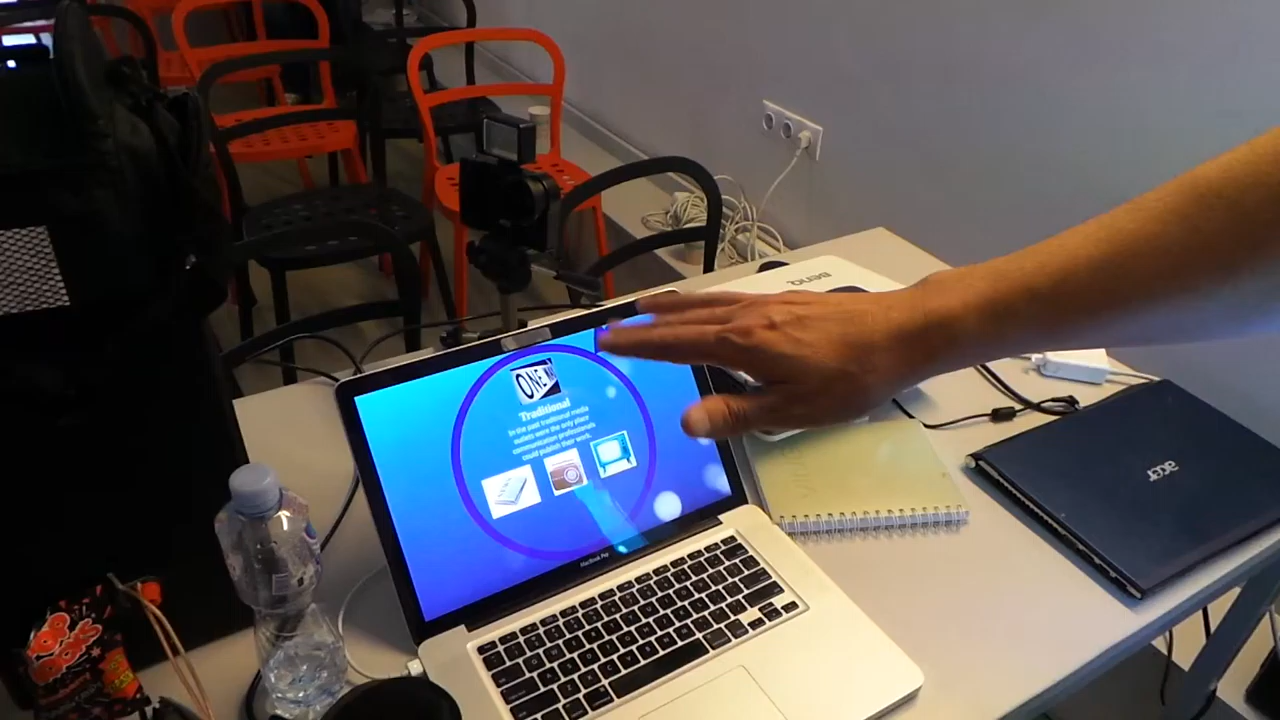 BenQ
ONE WAY
Traditional
In the past traditional media
outlets were the only place
communication professionals
could publish their work.
MacBook Pro
acer